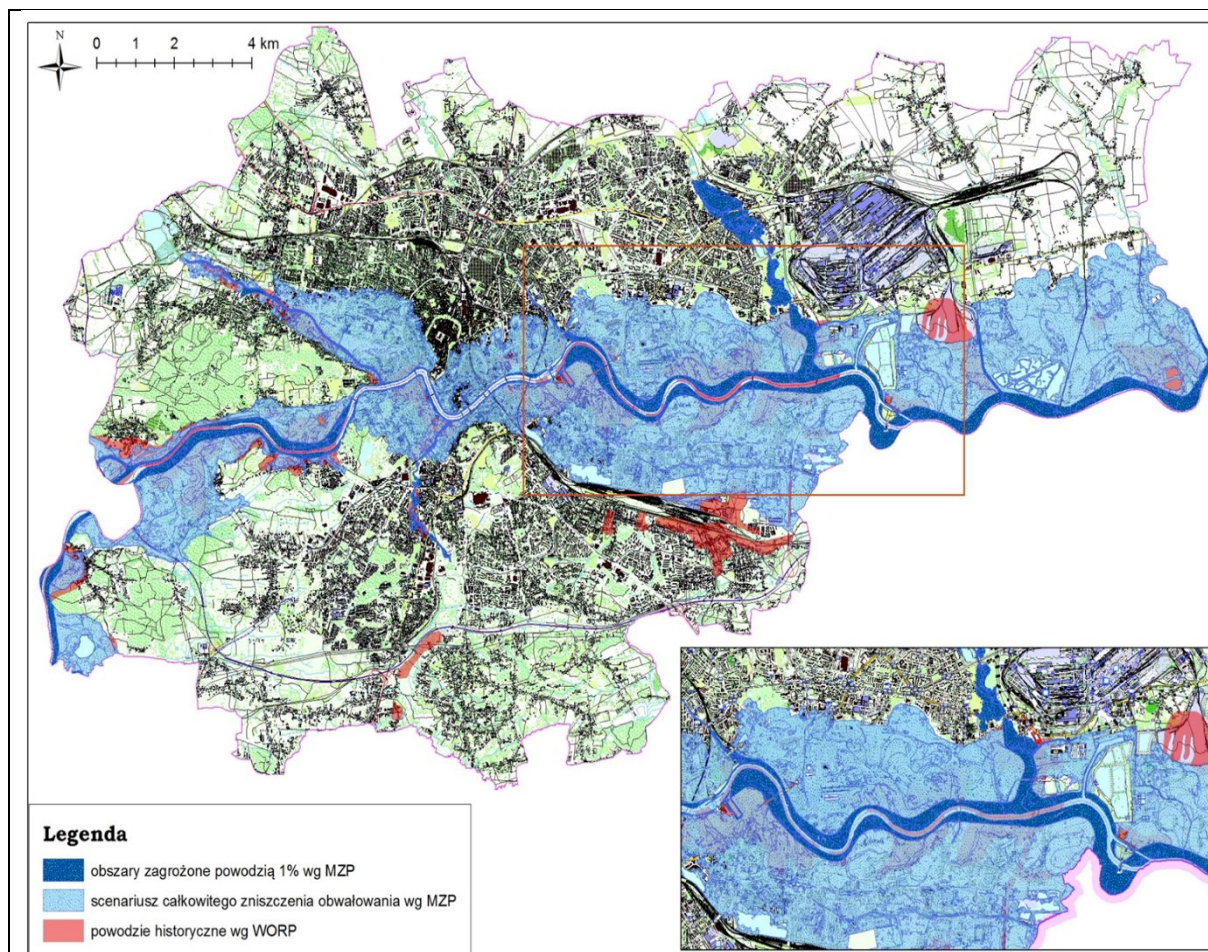 N
0 1 2 4 km
Legenda
obszary zagrożone powodzią 1% wg MZP
scenariusz całkowitego zniszczenia obwałowania wg MZP
powodzie historyczne wg WORP